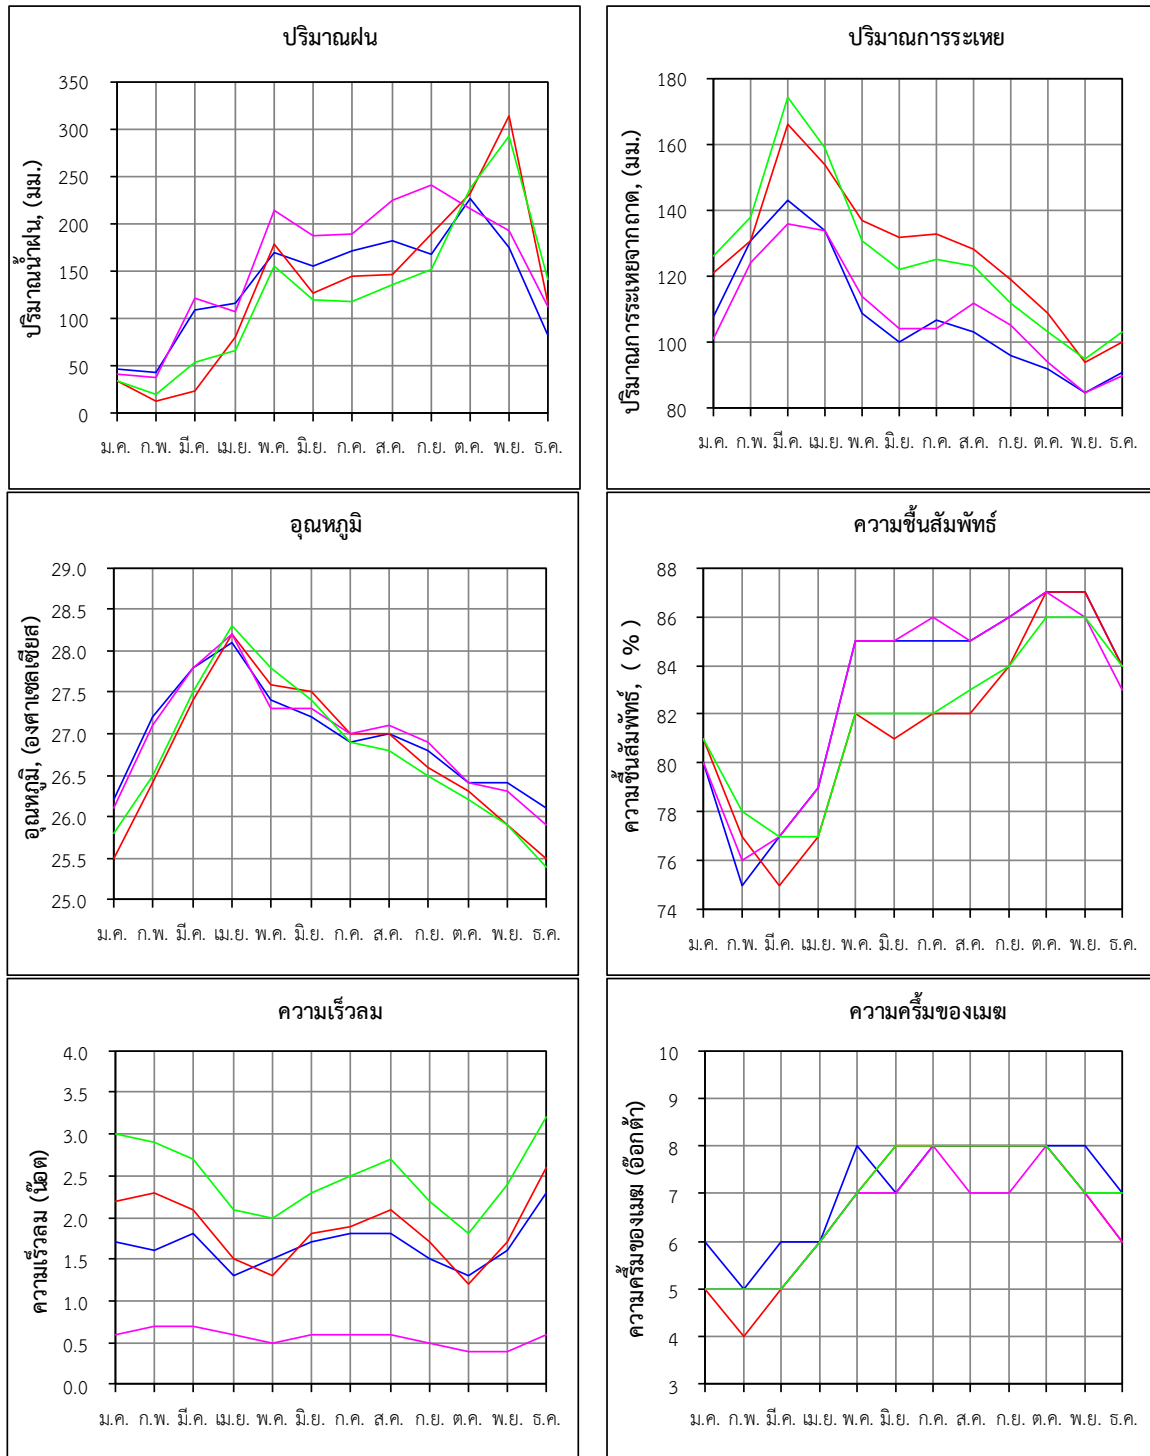 ปริมาณฝน
ปริมาณน้ำฝน, (มม.)
350
300
250
200
150
100
50
0
ม.ค. ก.พ. มี.ค. เม.ย. พ.ค. มิ.ย. ก.ค. ส.ค. ก.ย. ต.ค. พ.ย. ธ.ค.
ปริมาณการระเหย
ปริมาณการระเหยจากถาด, (มม.)
180
160
140
120
100
80
ม.ค. ก.พ. มี.ค. เม.ย. พ.ค. มิ.ย. ก.ค. ส.ค. ก.ย. ต.ค. พ.ย. ธ.ค.
อุณหภูมิ
อุณหภูมิ, (องศาเซลเซียส)
29.0
28.5
28.0
27.5
27.0
26.5
26.0
25.5
25.0
ม.ค. ก.พ. มี.ค. เม.ย. พ.ค. มิ.ย. ก.ค. ส.ค. ก.ย. ต.ค. พ.ย. ธ.ค.
ความชื้นสัมพัทธ์
ความชื้นสัมพัทธ์, ( % )
88
86
84
82
80
78
76
74
ม.ค. ก.พ. มี.ค. เม.ย. พ.ค. มิ.ย. ก.ค. ส.ค. ก.ย. ต.ค. พ.ย. ธ.ค.
ความเร็วลม
ความเร็วลม (น๊อต)
4.0
3.5
3.0
2.5
2.0
1.5
1.0
0.5
0.0
ม.ค. ก.พ. มี.ค. เม.ย. พ.ค. มิ.ย. ก.ค. ส.ค. ก.ย. ต.ค. พ.ย. ธ.ค.
ความครึ้มของเมฆ
ความครึ้มของเมฆ (อ๊อกต้า)
10
9
8
7
6
5
4
3
ม.ค. ก.พ. มี.ค. เม.ย. พ.ค. มิ.ย. ก.ค. ส.ค. ก.ย. ต.ค. พ.ย. ธ.ค.